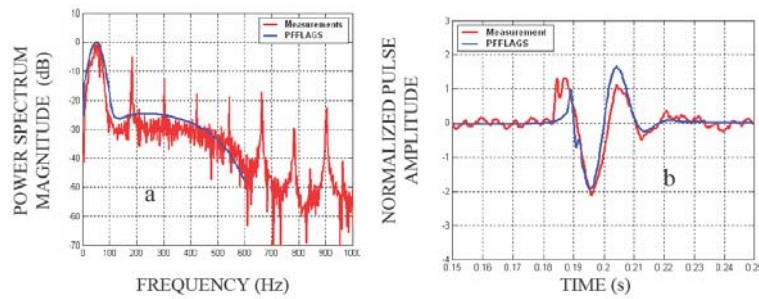 Measurements
PFFLAGS
POWER SPECTRUM
MAGNITUDE (dB)
10
0
-10
-20
-30
-40
-50
-60
-70
a
0 100 200 300 400 500 600 700 800 900 1000
FREQUENCY (Hz)
Measurement
PFFLAGS
NORMALIZED PULSE
AMPLITUDE
4
3
2
1
0
-1
-2
-3
-4
b
0.15 0.16 0.17 0.18 0.19 0.2 0.21 0.22 0.23 0.24 0.25
TIME (s)